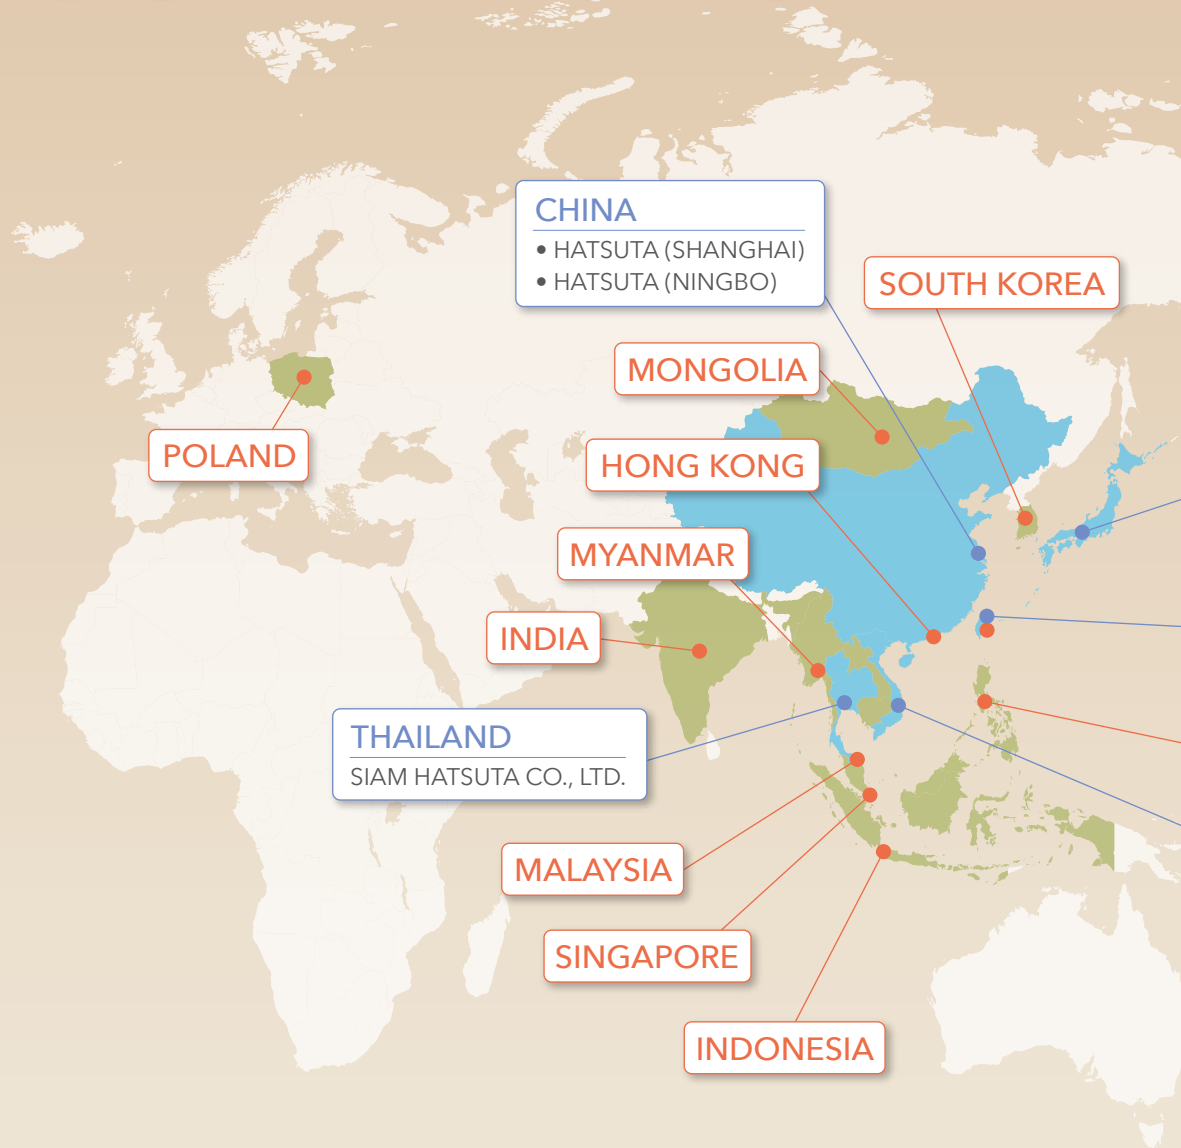 CHINA
• HATSUTA (SHANGHAI)
• HATSUTA (NINGBO)
SOUTH KOREA
MONGOLIA
HONG KONG
POLAND
MYANMAR
INDIA
THAILAND
SIAM HATSUTA CO., LTD.
MALAYSIA
SINGAPORE
INDONESIA